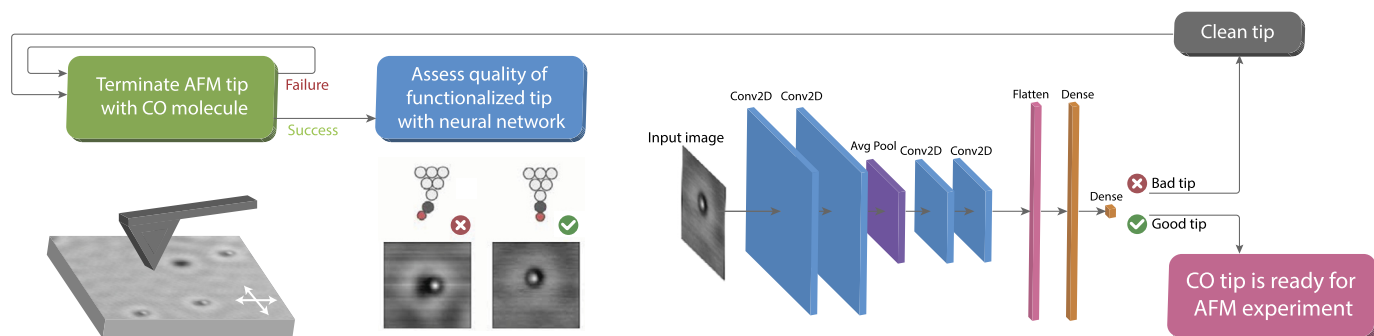 Clean tip
Terminate AFM tip
with CO molecule
Failure
Success
Assess quality of
functionalized tip
with neural network
Input image
Conv2D
Conv2D
Avg Pool
Conv2D
Conv2D
Flatten
Dense
Dense
Bad tip
Good tip
CO tip is ready for
AFM experiment